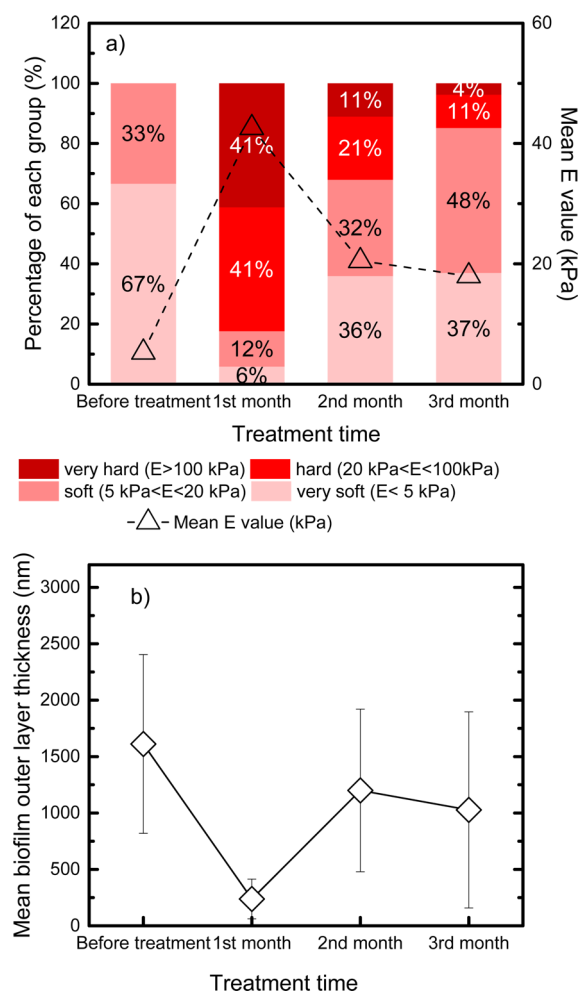 a)
120
100
80
60
40
20
0
60
40
20
0
Percentage of each group (%)
Mean E value (kPa)
33%
67%
41%
41%
12%
6%
11%
21%
32%
36%
4%
11%
48%
37%
Before treatment 1st month 2nd month 3rd month
Treatment time
very hard (E>100 kPa) hard (20 kPa<E<100kPa)
soft (5 kPa<E<20 kPa) very soft (E< 5 kPa)
Mean E value (kPa)
b)
3000
2500
2000
1500
1000
500
0
Mean biofilm outer layer thickness (nm)
Before treatment 1st month 2nd month 3rd month
Treatment time